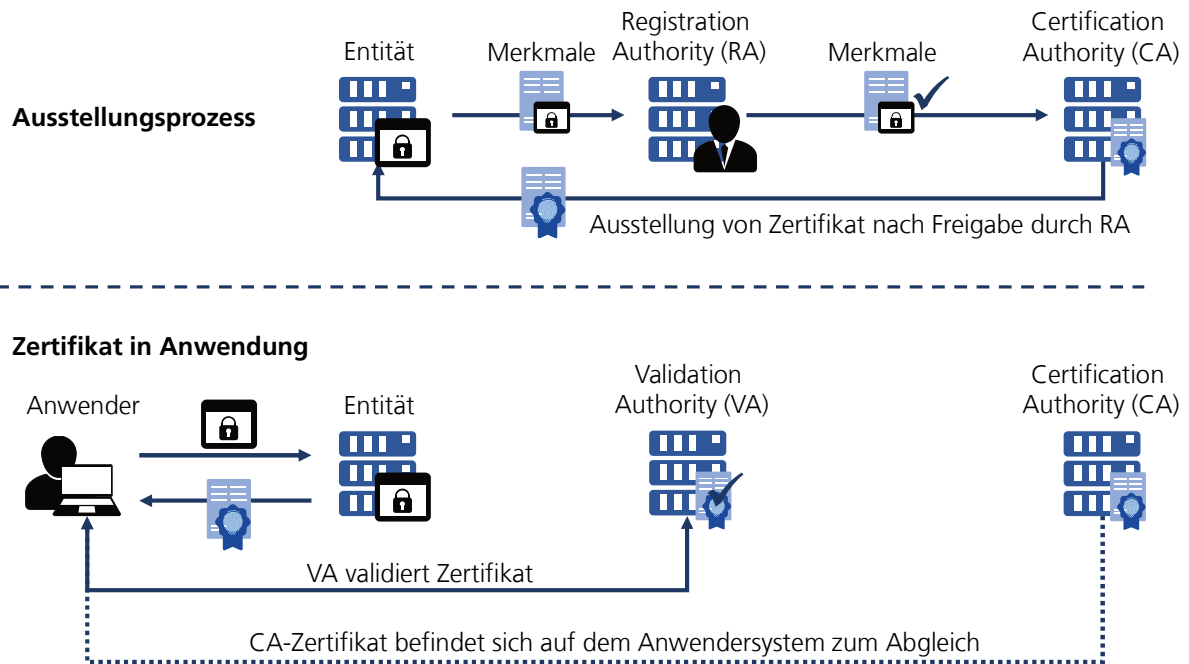 Entität
Merkmale
Registration
Authority (RA)
Merkmale
Certification
Authority (CA)
Ausstellungsprozess
Ausstellung von Zertifikat nach Freigabe durch RA
Zertifikat in Anwendung
Anwender
Entität
Validation
Authority (VA)
Certification
Authority (CA)
VA validiert Zertifikat
CA-Zertifikat befindet sich auf dem Anwendersystem zum Abgleich